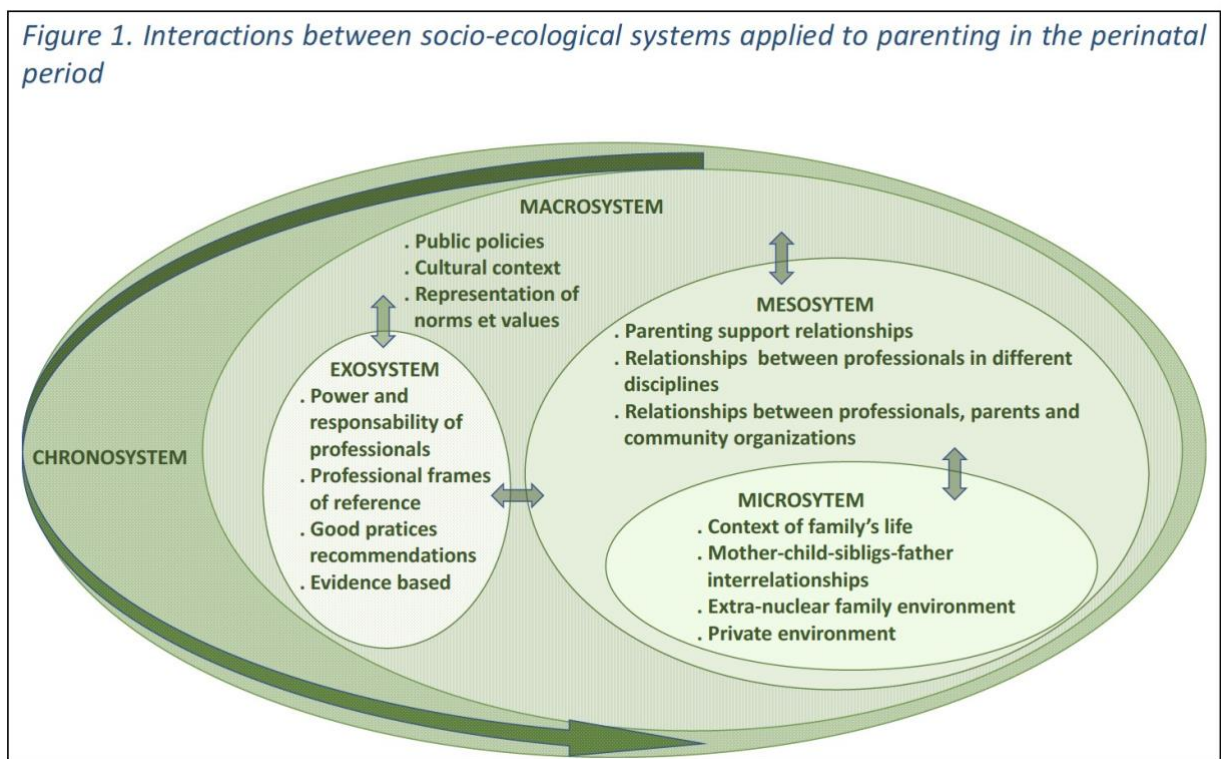 Figure 1. Interactions between socio-ecological systems applied to parenting in the perinatal
period
MACROSYSTEM
. Public policies
. Cultural context
. Representation of
norms et values
MESOSYTEM
. Parenting support relationships
. Relationships between professionals in different
disciplines
. Relationships between professionals, parents and
community organizations
EXOSYSTEM
. Power and
responsability of
professionals
. Professional frames
of reference
. Good pratices
recommendations
. Evidence based
CHRONOSYSTEM
MICROSYTEM
. Context of family's life
. Mother-child-sibligs-father
interrelationships
. Extra-nuclear family environment
. Private environment